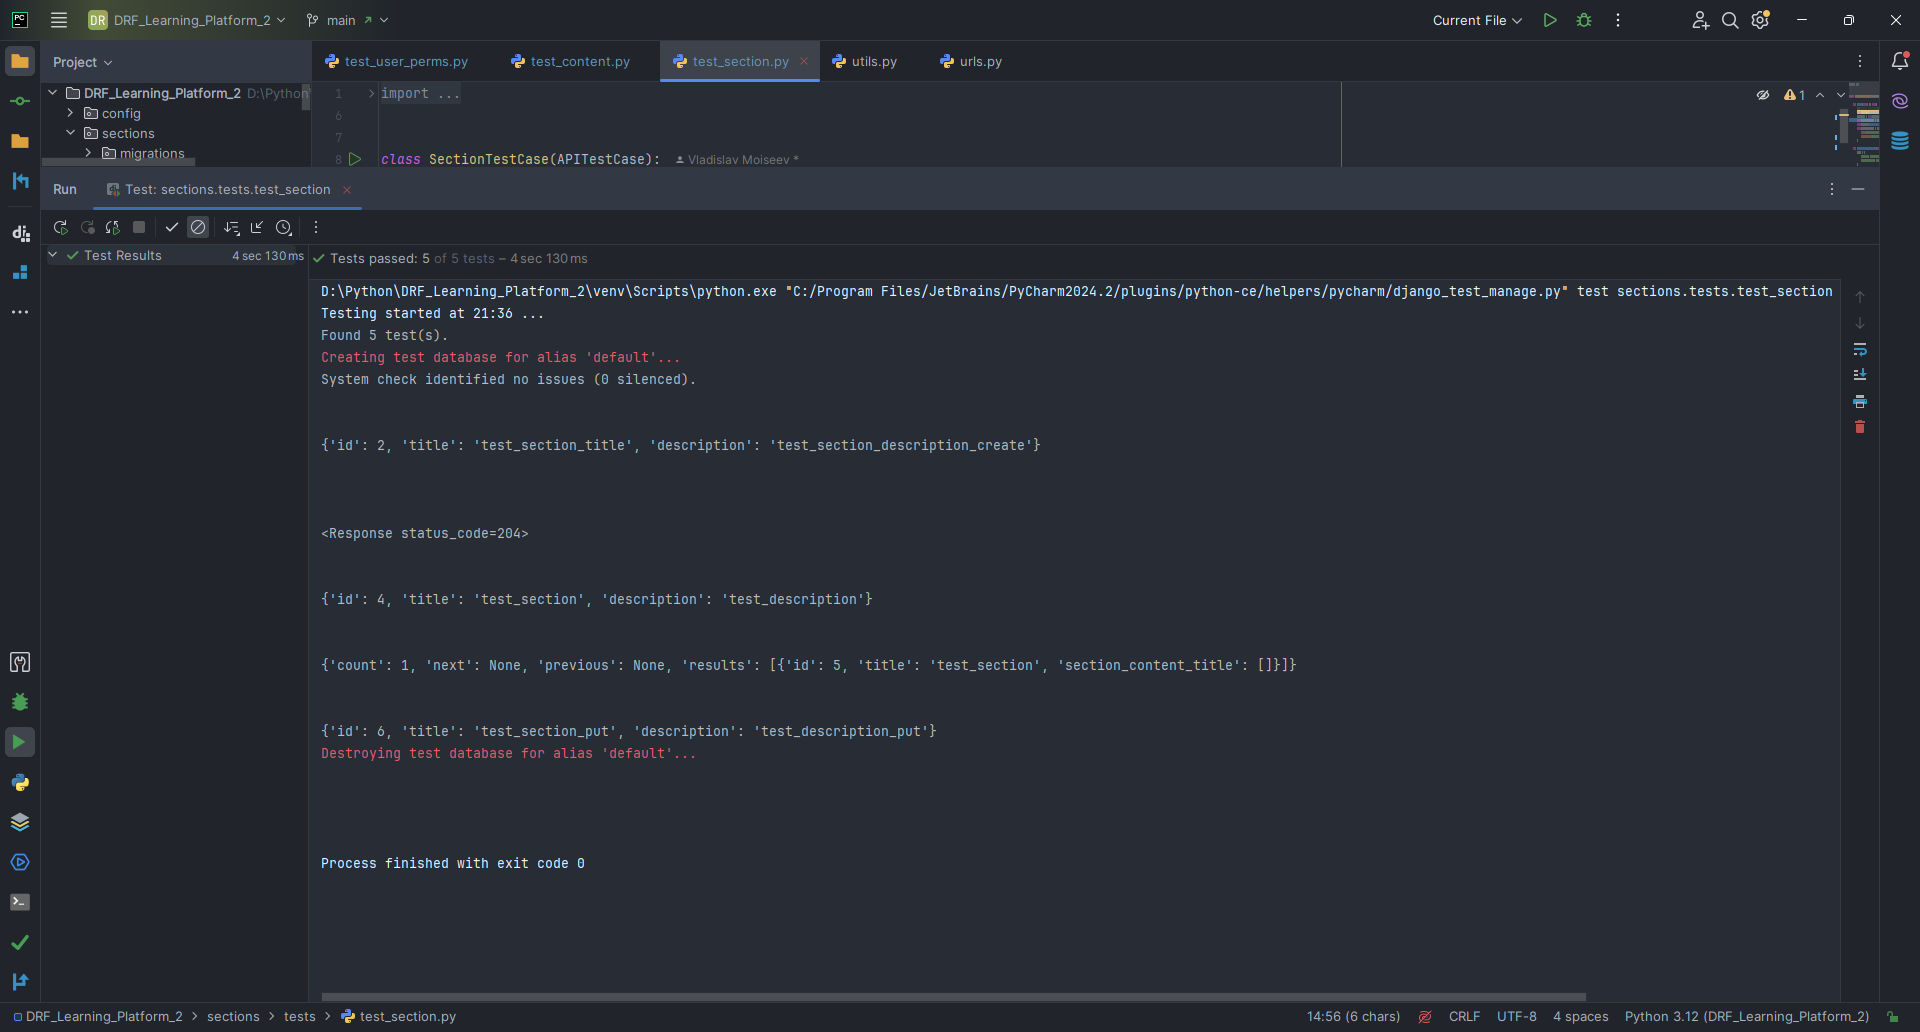 PC
DR DRF_Learning_Platform_2 main Current File
Project
test_user_perms.py test_content.py test_section.py utils.py urls.py
DRF_Learning_Platform_2 D:\Python\
config
sections
migrations
1 import ...
6
7
8 class SectionTestCase(APITestCase): Vladislav Moiseev *
1
Run Test: sections.tests.test_section
Test Results 4 sec 130 ms
Tests passed: 5 of 5 tests – 4 sec 130 ms
D:\Python\DRF_Learning_Platform_2\venv\Scripts\python.exe "C:/Program Files/JetBrains/PyCharm2024.2/plugins/python-ce/helpers/pycharm/django_test_manage.py" test sections.tests.test_section
Testing started at 21:36 ...
Found 5 test(s).
Creating test database for alias 'default'...
System check identified no issues (0 silenced).
{'id': 2, 'title': 'test_section_title', 'description': 'test_section_description_create'}
<Response status_code=204>
{'id': 4, 'title': 'test_section', 'description': 'test_description'}
{'count': 1, 'next': None, 'previous': None, 'results': [{'id': 5, 'title': 'test_section', 'section_content_title': []}]}
{'id': 6, 'title': 'test_section_put', 'description': 'test_description_put'}
Destroying test database for alias 'default'...
Process finished with exit code 0
DRF_Learning_Platform_2 > sections > tests > test_section.py 14:56 (6 chars) CRLF UTF-8 4 spaces Python 3.12 (DRF_Learning_Platform_2)